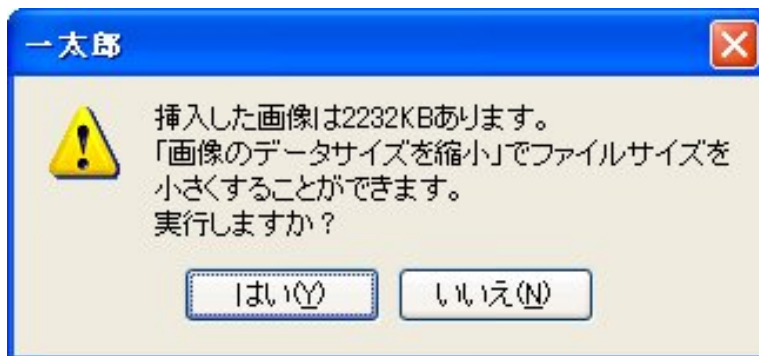 一太郎
挿入した画像は2232KBあります。
「画像のデータサイズを縮小」でファイルサイズを
小さくすることができます。
実行しますか？
はい(Y)
いいえ(N)